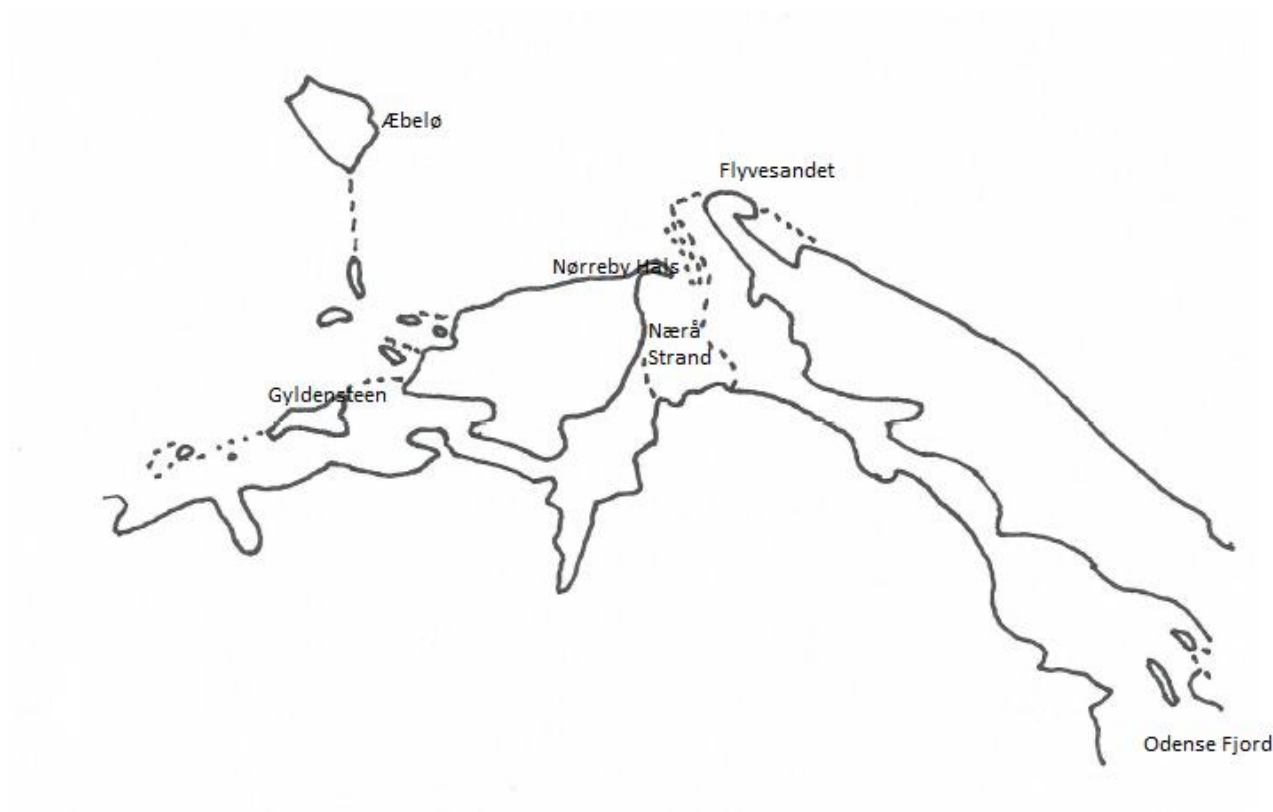 Æbelø
Flyvesandet
Nørreby Hals
Nærå
Strand
Gyldensteen
Odense Fjord